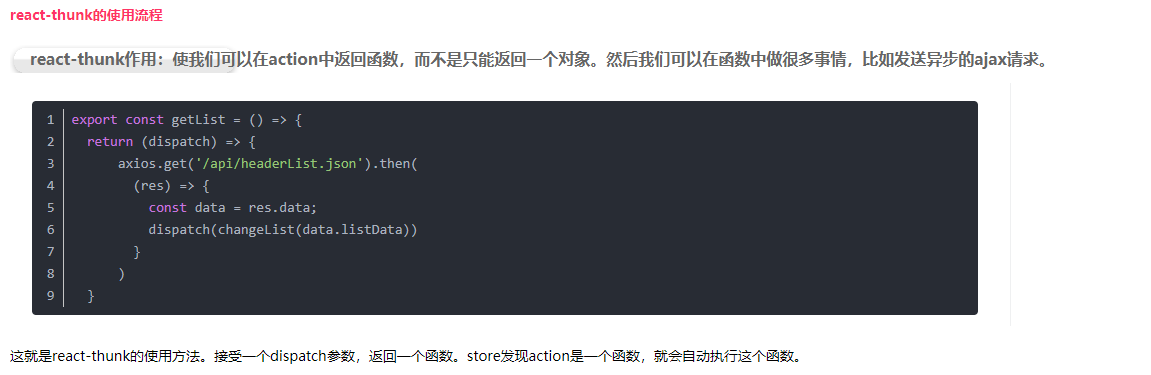 react-thunk的使用流程
react-thunk作用：使我们可以在action中返回函数，而不是只能返回一个对象。然后我们可以在函数中做很多事情，比如发送异步的ajax请求。
1 export const getList = () => {
2   return (dispatch) => {
3       axios.get('/api/headerList.json').then(
4         (res) => {
5           const data = res.data;
6           dispatch(changeList(data.listData))
7         }
8       )
9   }
这就是react-thunk的使用方法。接受一个dispatch参数，返回一个函数。store发现action是一个函数，就会自动执行这个函数。